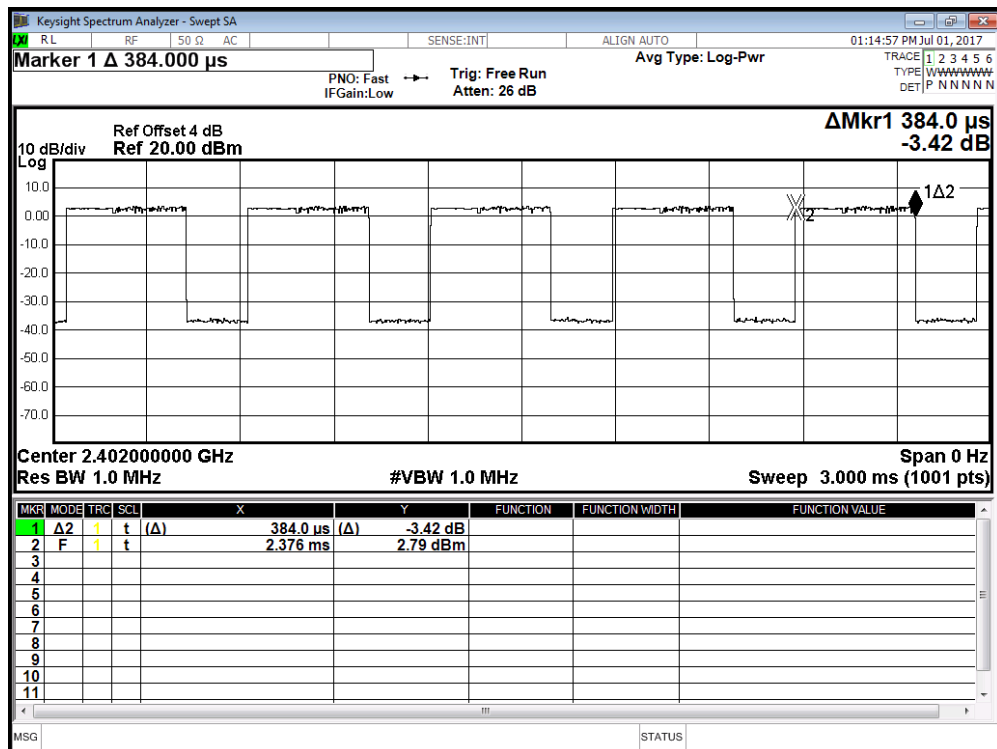 Keysight Spectrum Analyzer - Swept SA
LXI RL RF 50 Ω AC SENSE:INT ALIGN AUTO 01:14:57 PM Jul 01, 2017
Marker 1 Δ 384.000 µs
PNO: Fast
IFGain:Low
Trig: Free Run
Atten: 26 dB
Avg Type: Log-Pwr
TRACE 1 2 3 4 5 6
TYPE WWWWWW
DET P N N N N N
ΔMkr1 384.0 µs
-3.42 dB
Ref Offset 4 dB
10 dB/div Ref 20.00 dBm
Log
10.0
0.00
-10.0
-20.0
-30.0
-40.0
-50.0
-60.0
-70.0
1Δ2
2
Center 2.402000000 GHz Span 0 Hz
Res BW 1.0 MHz #VBW 1.0 MHz Sweep 3.000 ms (1001 pts)
MKR MODE TRC SCL X Y FUNCTION FUNCTION WIDTH FUNCTION VALUE
1 Δ2 1 t (Δ) 384.0 µs (Δ) -3.42 dB
2 F 1 t 2.376 ms 2.79 dBm
3
4
5
6
7
8
9
10
11
MSG STATUS